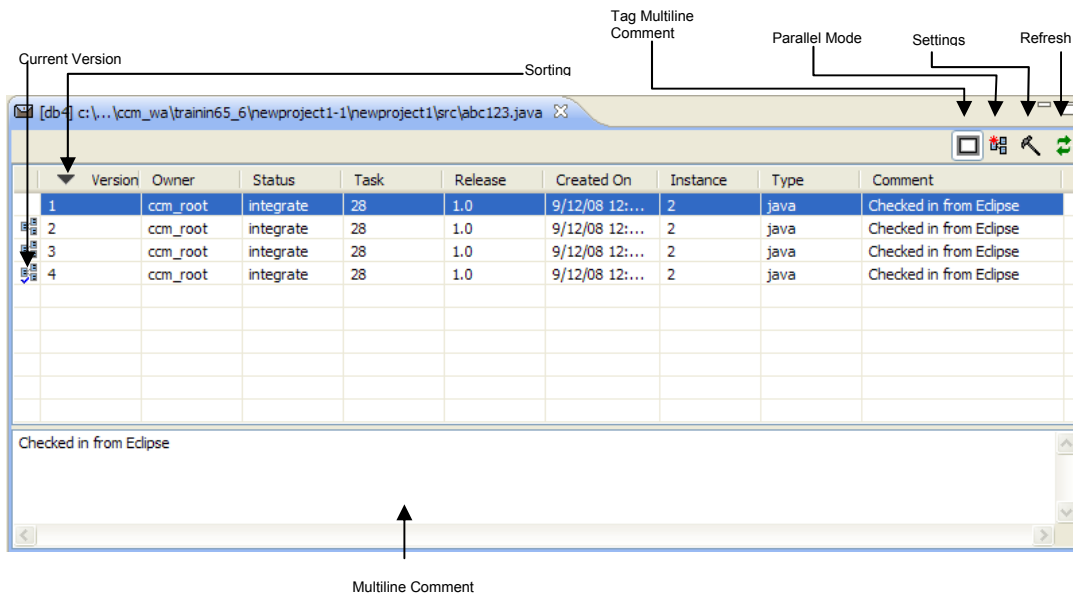 Tag Multiline
Comment
Parallel Mode
Settings
Refresh
Current Version
Sorting
[db4] c:\...\ccm_wa\trainin65_6\newproject1-1\newproject1\src\abc123.java
Version Owner Status Task Release Created On Instance Type Comment
1 ccm_root integrate 28 1.0 9/12/08 12:... 2 java Checked in from Eclipse
2 ccm_root integrate 28 1.0 9/12/08 12:... 2 java Checked in from Eclipse
3 ccm_root integrate 28 1.0 9/12/08 12:... 2 java Checked in from Eclipse
4 ccm_root integrate 28 1.0 9/12/08 12:... 2 java Checked in from Eclipse
Checked in from Eclipse
Multiline Comment